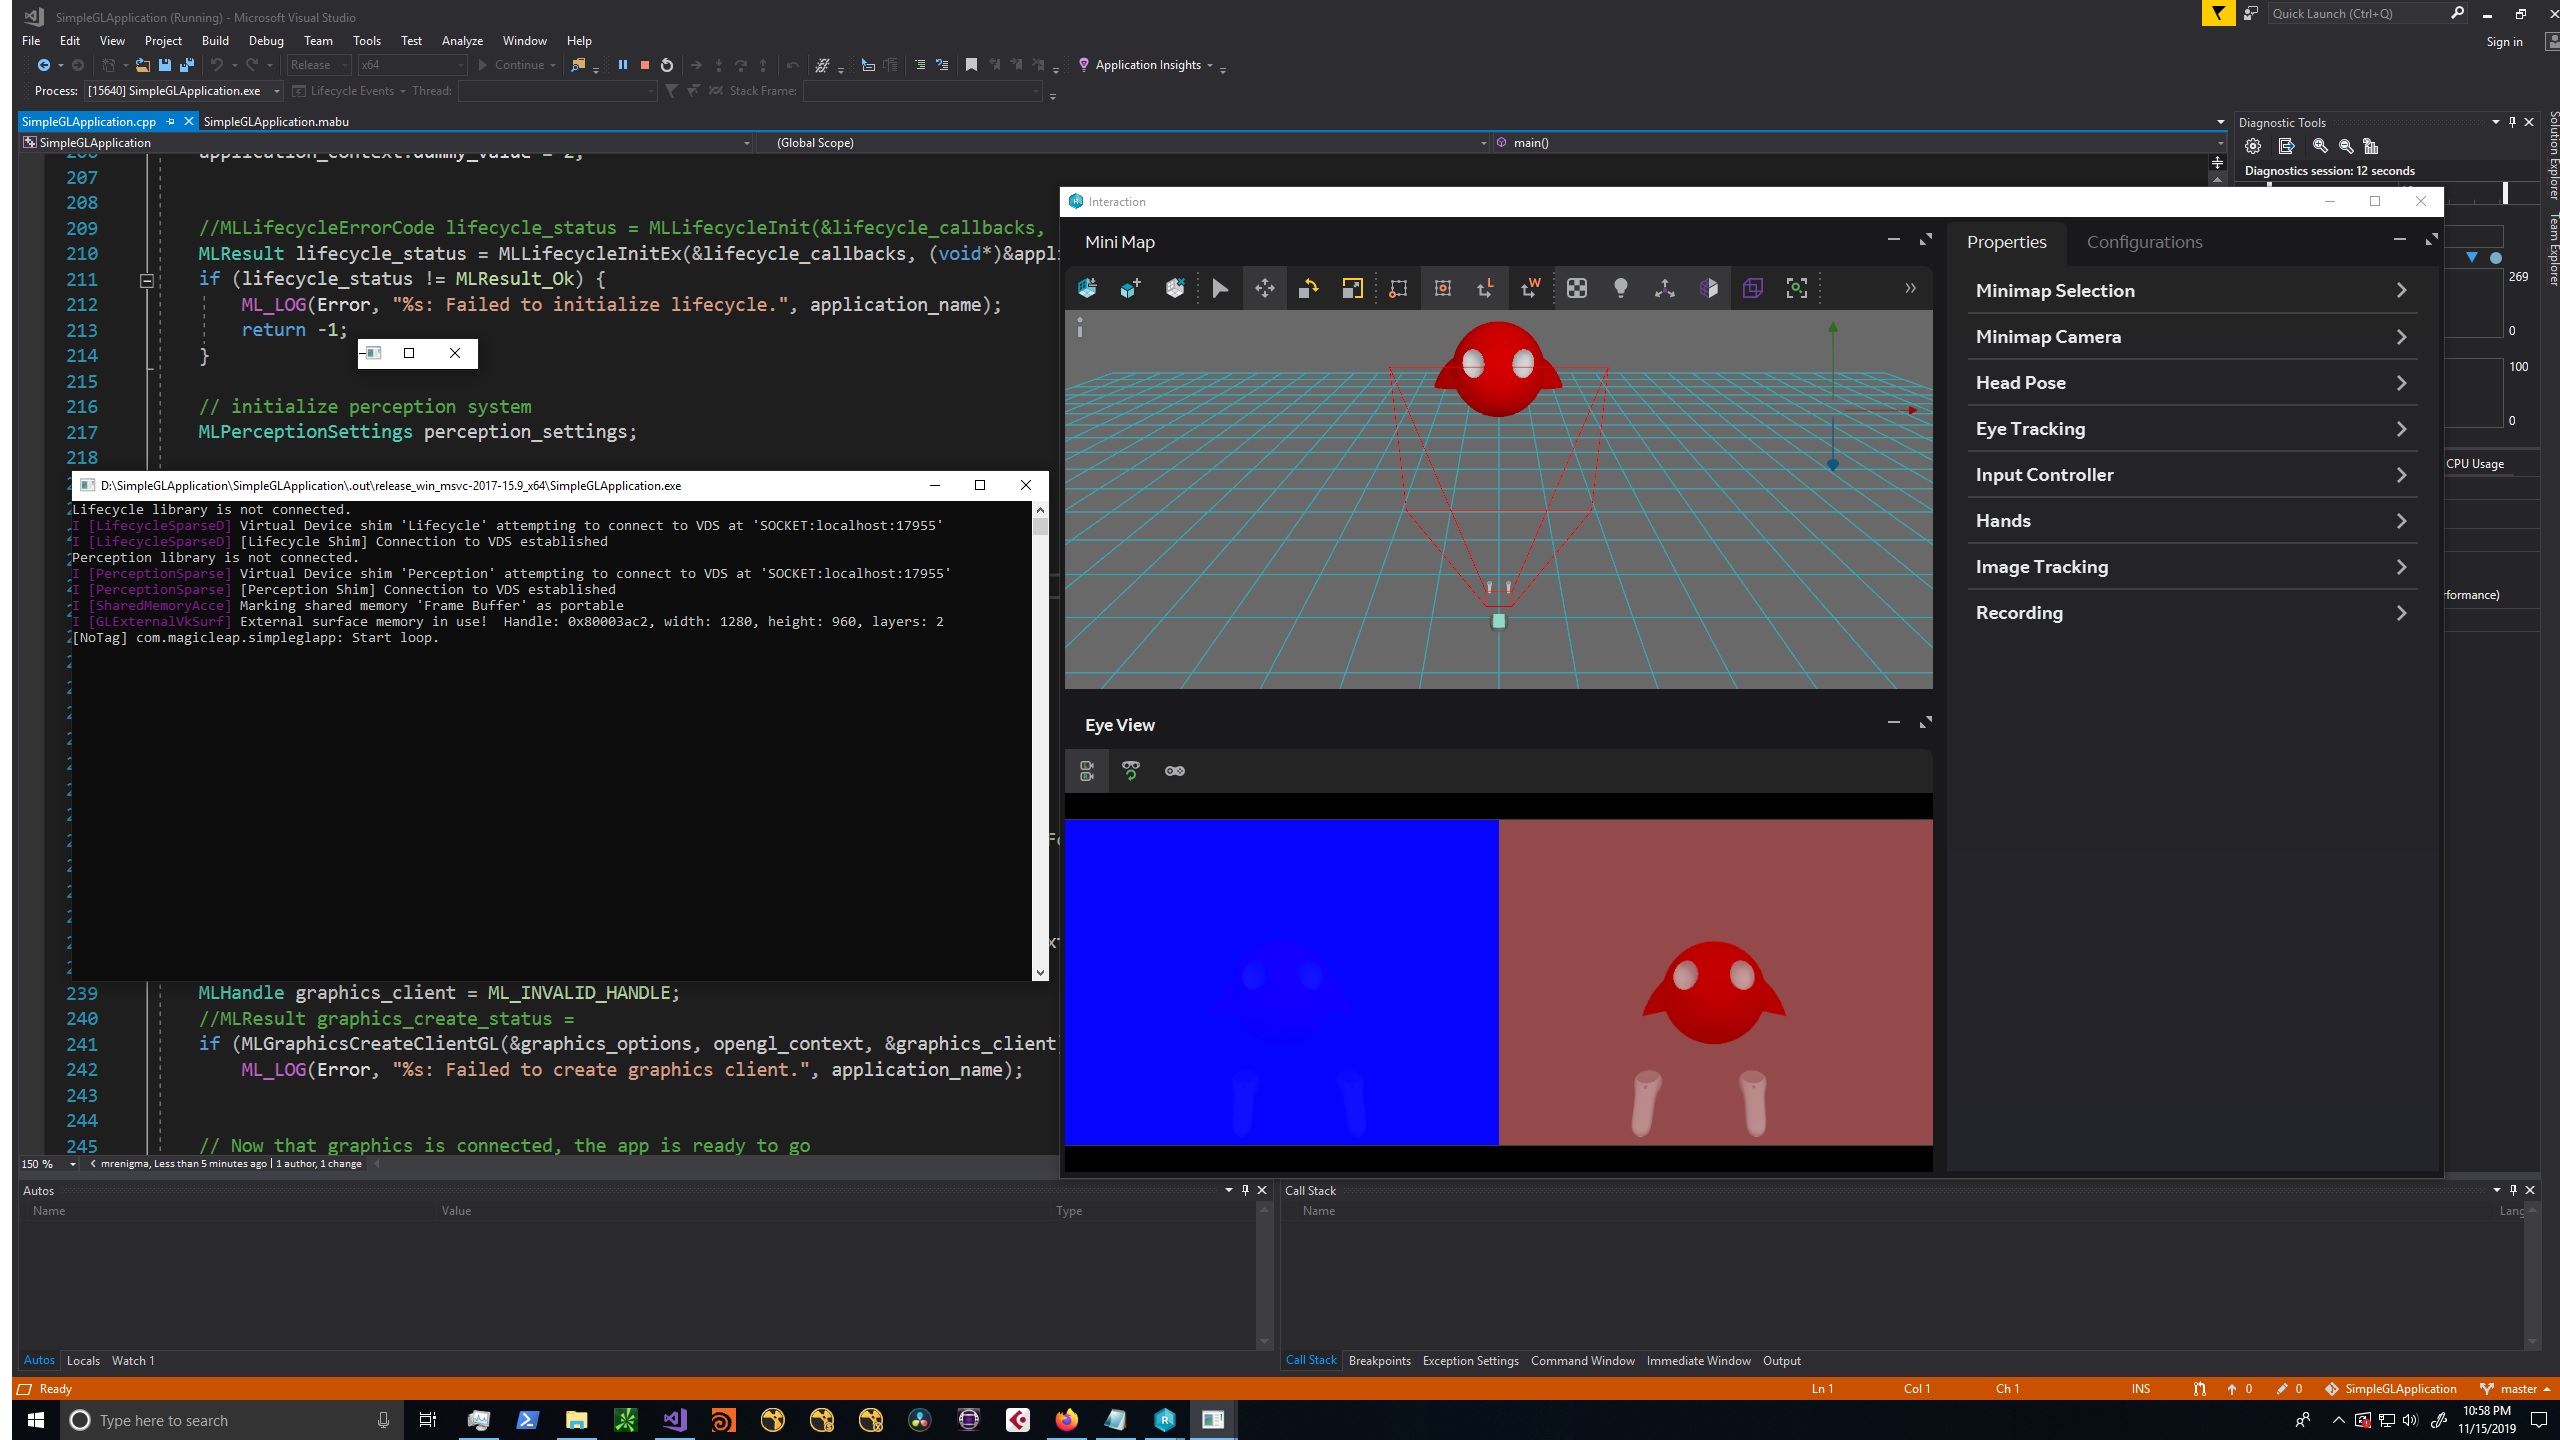 SimpleGLApplication (Running) - Microsoft Visual Studio
Quick Launch (Ctrl+Q)
File Edit View Project Build Debug Team Tools Test Analyze Window Help
Sign in
Release x64 Continue Application Insights
Process: [15640] SimpleGLApplication.exe Lifecycle Events Thread: Stack Frame:
SimpleGLApplication.cpp SimpleGLApplication.mabu
SimpleGLApplication (Global Scope) main()
Diagnostic Tools
Solution Explorer
Team Explorer
Diagnostics session: 12 seconds
206 application_context.dummy_value = 2;
207
208
209 //MLLifecycleErrorCode lifecycle_status = MLLifecycleInit(&lifecycle_callbacks,
210 MLResult lifecycle_status = MLLifecycleInitEx(&lifecycle_callbacks, (void*)&appl
211 if (lifecycle_status != MLResult_Ok) {
212 ML_LOG(Error, "%s: Failed to initialize lifecycle.", application_name);
213 return -1;
214 }
215
216 // initialize perception system
217 MLPerceptionSettings perception_settings;
218
D:\SimpleGLApplication\SimpleGLApplication\.out\release_win_msvc-2017-15.9_x64\SimpleGLApplication.exe
Lifecycle library is not connected.
I [LifecycleSparseD] Virtual Device shim 'Lifecycle' attempting to connect to VDS at 'SOCKET:localhost:17955'
I [LifecycleSparseD] [Lifecycle Shim] Connection to VDS established
Perception library is not connected.
I [PerceptionSparse] Virtual Device shim 'Perception' attempting to connect to VDS at 'SOCKET:localhost:17955'
I [PerceptionSparse] [Perception Shim] Connection to VDS established
I [SharedMemoryAcce] Marking shared memory 'Frame Buffer' as portable
I [GLExternalVkSurf] External surface memory in use!  Handle: 0x80003ac2, width: 1280, height: 960, layers: 2
[NoTag] com.magicleap.simpleglapp: Start loop.
239 MLHandle graphics_client = ML_INVALID_HANDLE;
240 //MLResult graphics_create_status =
241 if (MLGraphicsCreateClientGL(&graphics_options, opengl_context, &graphics_client
242 ML_LOG(Error, "%s: Failed to create graphics client.", application_name);
243
244
245 // Now that graphics is connected, the app is ready to go
150 % mrenigma, Less than 5 minutes ago | 1 author, 1 change
Interaction
Mini Map
Eye View
Properties Configurations
Minimap Selection
Minimap Camera
Head Pose
Eye Tracking
Input Controller
Hands
Image Tracking
Recording
269
0
100
0
CPU Usage
formance)
Autos
Name Value Type
Call Stack
Name Lang
Autos Locals Watch 1
Call Stack Breakpoints Exception Settings Command Window Immediate Window Output
Ready Ln 1 Col 1 Ch 1 INS 0 0 SimpleGLApplication master
Type here to search
10:58 PM
11/15/2019